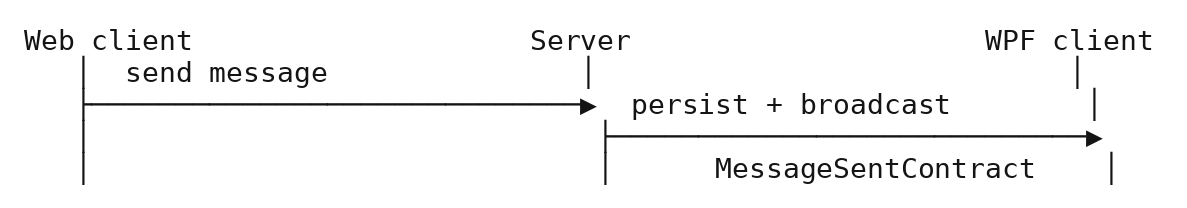 Web client Server WPF client
send message
persist + broadcast
MessageSentContract